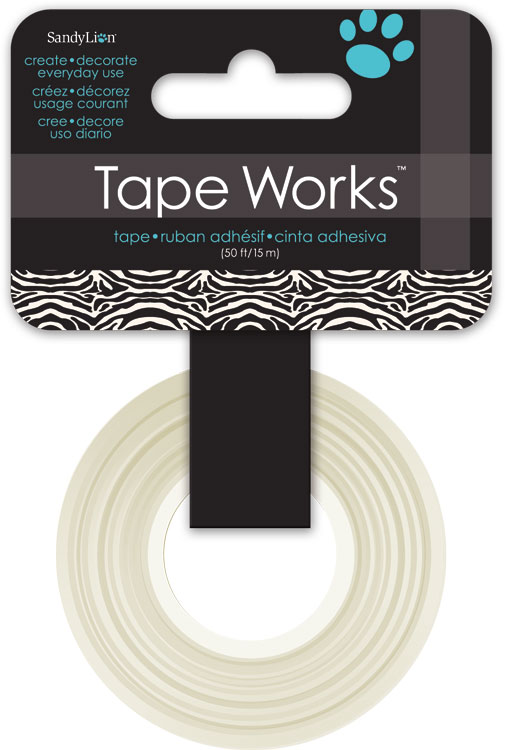 SandyLion
create•decorate
everyday use
créez•décorez
usage courant
cree•decore
uso diario
Tape Works™
tape•ruban adhésif•cinta adhesiva
(50 ft/15 m)